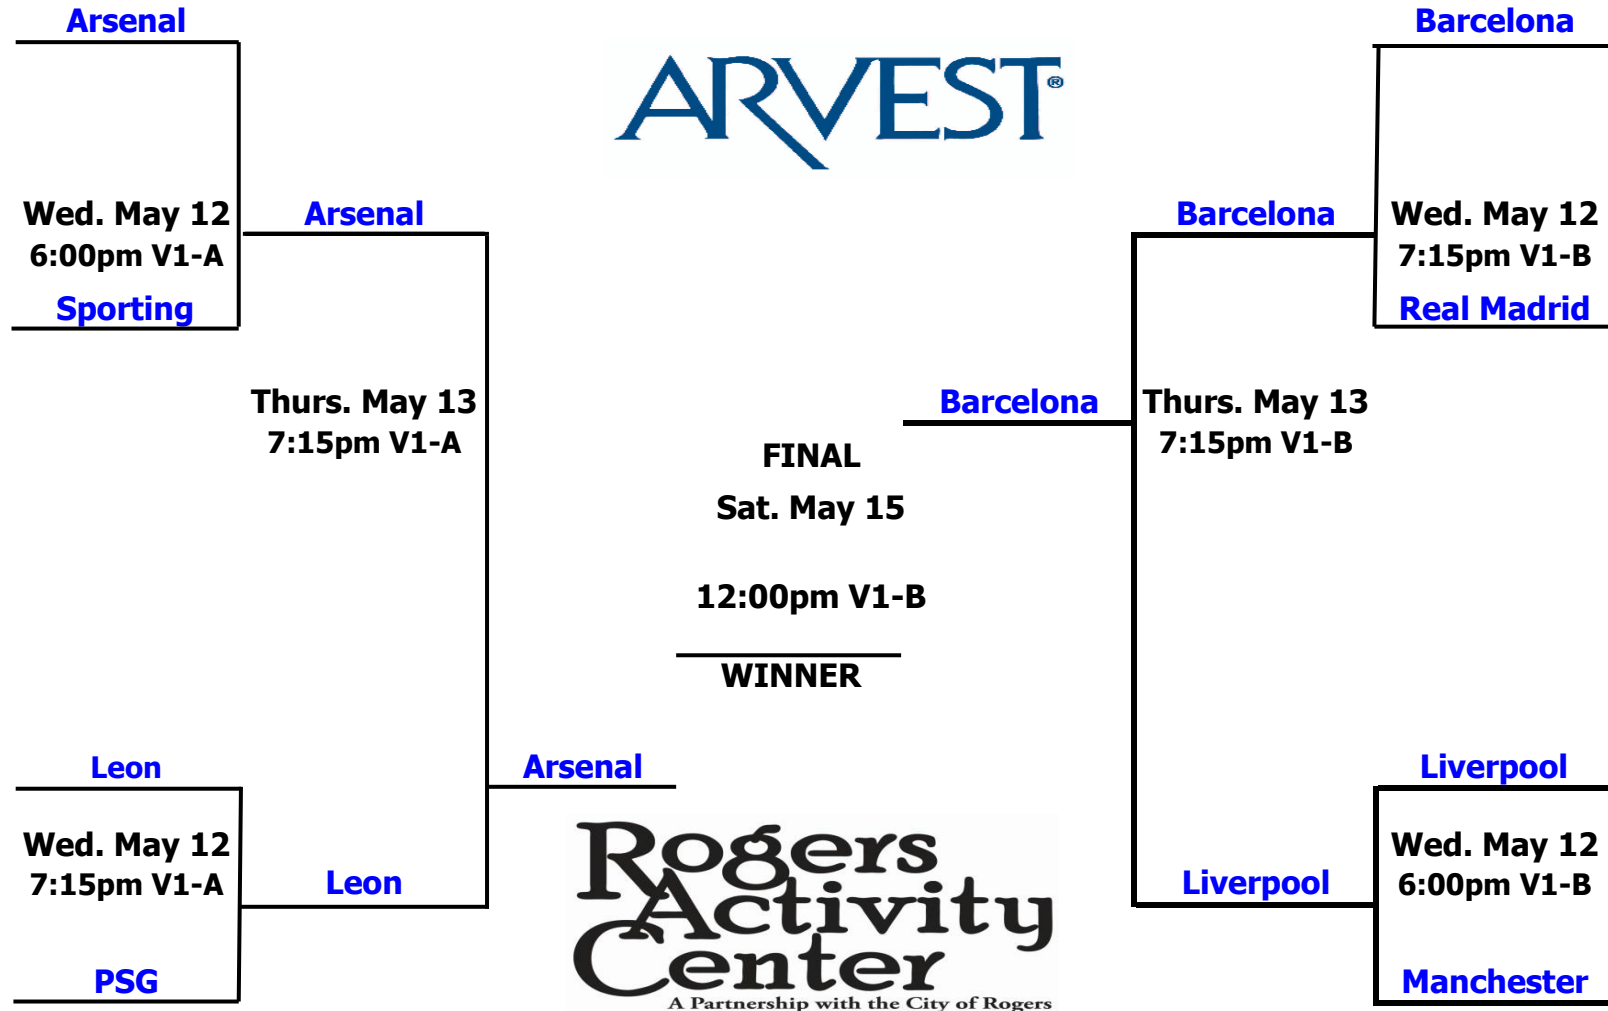 Arsenal
Barcelona
ARVEST®
Wed. May 12
6:00pm V1-A
Arsenal
Barcelona
Wed. May 12
7:15pm V1-B
Sporting
Real Madrid
Thurs. May 13
7:15pm V1-A
Barcelona
Thurs. May 13
7:15pm V1-B
FINAL
Sat. May 15
12:00pm V1-B
WINNER
Leon
Arsenal
Liverpool
Wed. May 12
7:15pm V1-A
Leon
Liverpool
Wed. May 12
6:00pm V1-B
PSG
Manchester
Rogers
Activity
Center
A Partnership with the City of Rogers